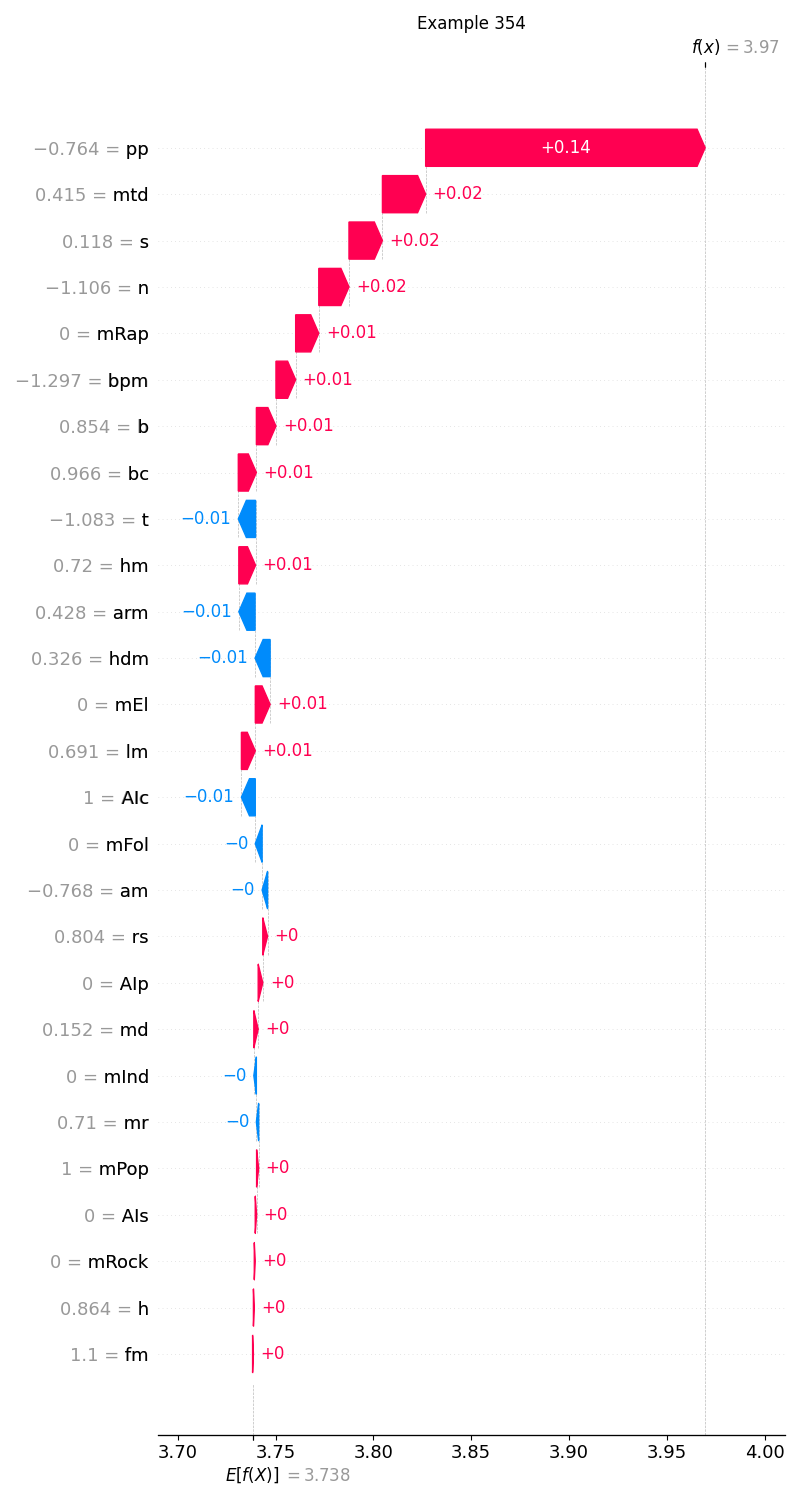 Example 354
f(x) = 3.97
−0.764 = pp +0.14
0.415 = mtd +0.02
0.118 = s +0.02
−1.106 = n +0.02
0 = mRap +0.01
−1.297 = bpm +0.01
0.854 = b +0.01
0.966 = bc +0.01
−1.083 = t −0.01
0.72 = hm +0.01
0.428 = arm −0.01
0.326 = hdm −0.01
0 = mEl +0.01
0.691 = lm +0.01
1 = AIc −0.01
0 = mFol −0
−0.768 = am −0
0.804 = rs +0
0 = AIp +0
0.152 = md +0
0 = mInd −0
0.71 = mr −0
1 = mPop +0
0 = AIs +0
0 = mRock +0
0.864 = h +0
1.1 = fm +0
3.70 3.75 3.80 3.85 3.90 3.95 4.00
E[f(X)] = 3.738